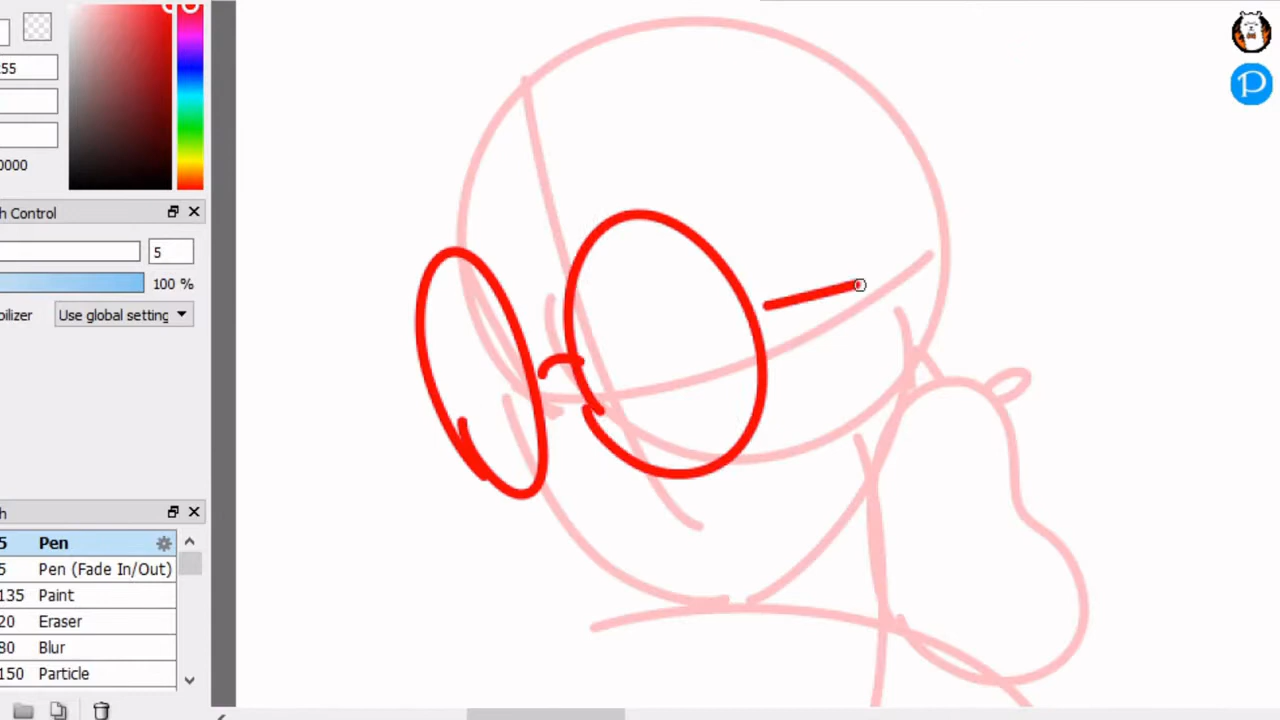 55
0000
h Control
5
100 %
oilizer
Use global setting
h
5 Pen
5 Pen (Fade In/Out)
135 Paint
20 Eraser
80 Blur
150 Particle
P